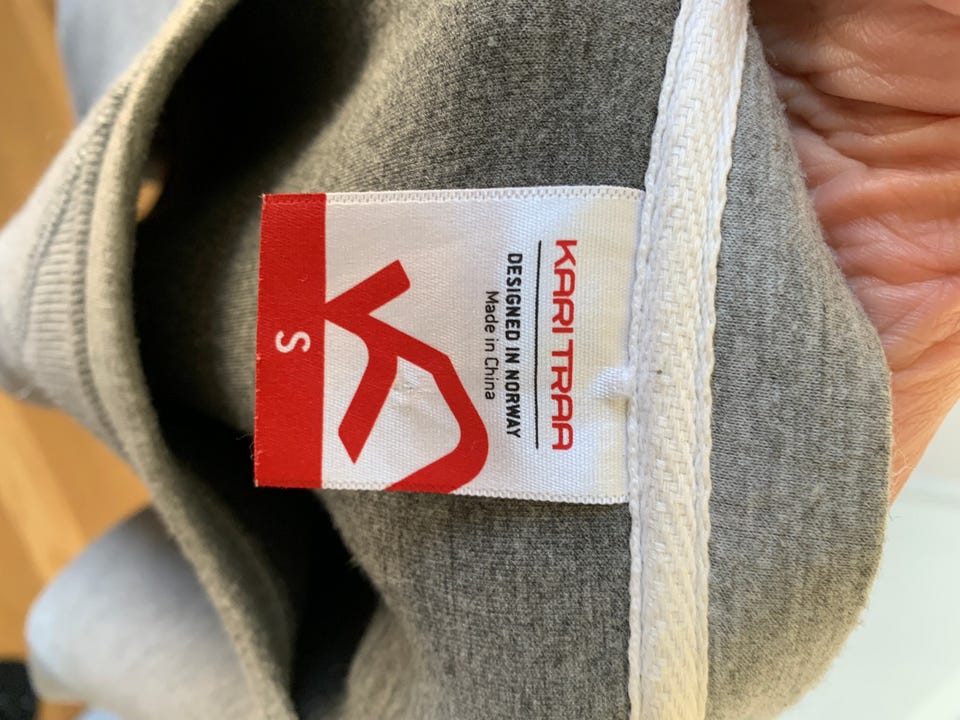 KARI TRAA
DESIGNED IN NORWAY
Made in China
S